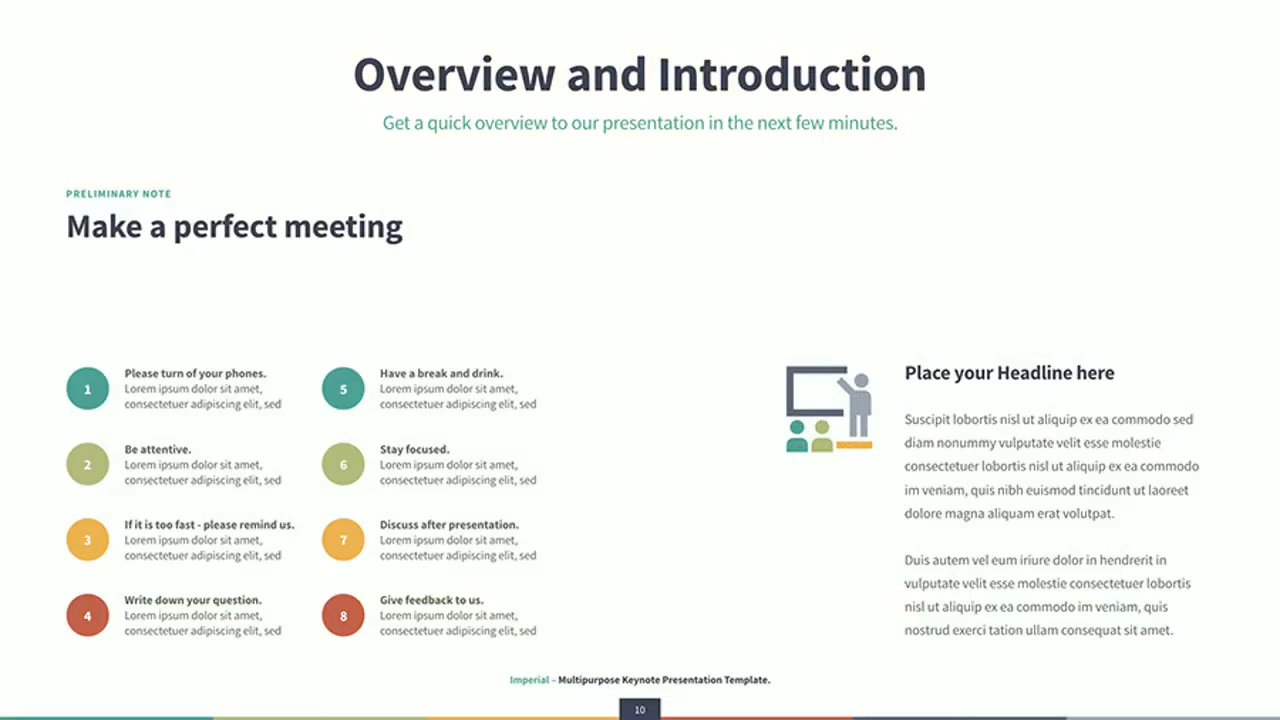 Overview and Introduction
Get a quick overview to our presentation in the next few minutes.
PRELIMINARY NOTE
Make a perfect meeting
1
Please turn of your phones.
Lorem ipsum dolor sit amet,
consectetuer adipiscing elit, sed
2
Be attentive.
Lorem ipsum dolor sit amet,
consectetuer adipiscing elit, sed
3
If it is too fast - please remind us.
Lorem ipsum dolor sit amet,
consectetuer adipiscing elit, sed
4
Write down your question.
Lorem ipsum dolor sit amet,
consectetuer adipiscing elit, sed
5
Have a break and drink.
Lorem ipsum dolor sit amet,
consectetuer adipiscing elit, sed
6
Stay focused.
Lorem ipsum dolor sit amet,
consectetuer adipiscing elit, sed
7
Discuss after presentation.
Lorem ipsum dolor sit amet,
consectetuer adipiscing elit, sed
8
Give feedback to us.
Lorem ipsum dolor sit amet,
consectetuer adipiscing elit, sed
Place your Headline here
Suscipit lobortis nisl ut aliquip ex ea commodo sed
diam nonummy vulputate velit esse molestie
consectetuer lobortis nisl ut aliquip ex ea commodo
im veniam, quis nibh euismod tincidunt ut laoreet
dolore magna aliquam erat volutpat.
Duis autem vel eum iriure dolor in hendrerit in
vulputate velit esse molestie consectetuer lobortis
nisl ut aliquip ex ea commodo im veniam, quis
nostrud exerci tation ullam consequat sit amet.
Imperial – Multipurpose Keynote Presentation Template.
10